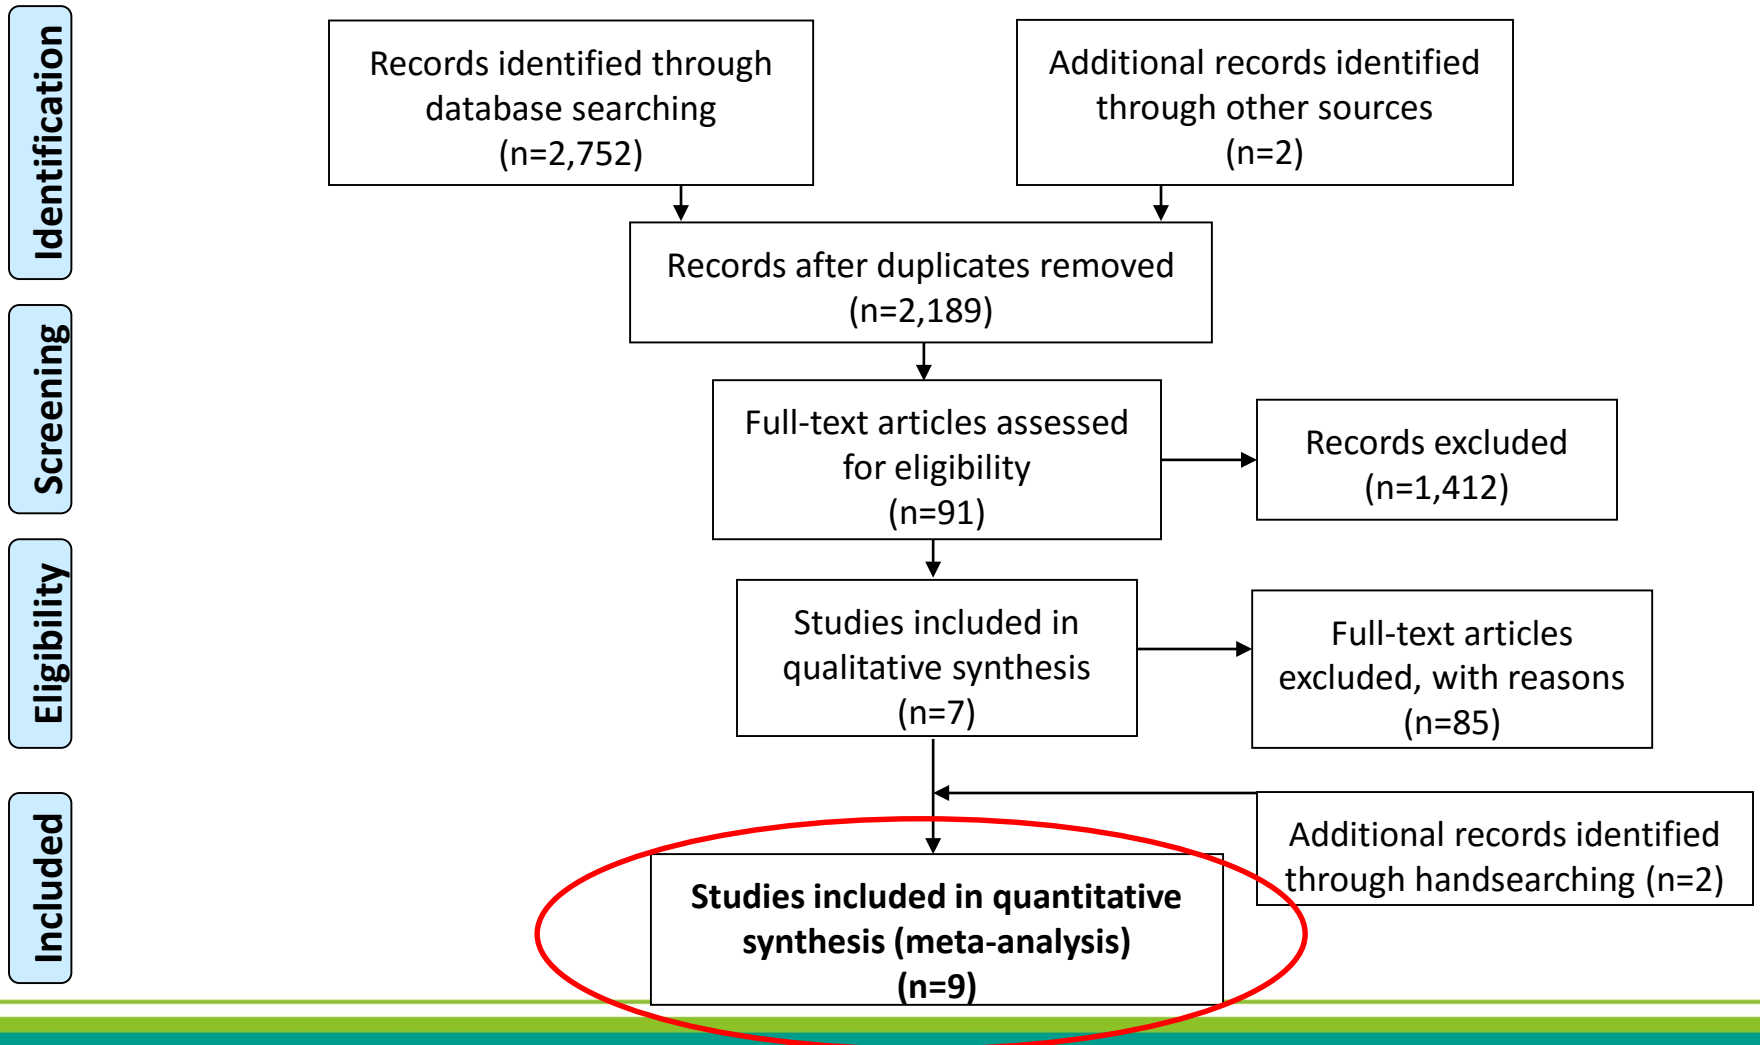 Identification
Records identified through
database searching
(n=2,752)
Additional records identified
through other sources
(n=2)
Records after duplicates removed
(n=2,189)
Screening
Full-text articles assessed
for eligibility
(n=91)
Records excluded
(n=1,412)
Eligibility
Studies included in
qualitative synthesis
(n=7)
Full-text articles
excluded, with reasons
(n=85)
Included
Additional records identified
through handsearching (n=2)
Studies included in quantitative
synthesis (meta-analysis)
(n=9)